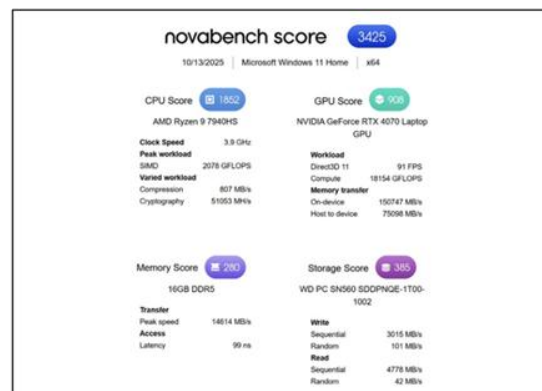 novabench score 3425
10/13/2025 Microsoft Windows 11 Home x64
CPU Score 1852
AMD Ryzen 9 7940HS
Clock Speed 3.9 GHz
Peak workload
SIMD 2078 GFLOPS
Varied workload
Compression 807 MB/s
Cryptography 51053 MH/s
GPU Score 908
NVIDIA GeForce RTX 4070 Laptop
GPU
Workload
Direct3D 11 91 FPS
Compute 18154 GFLOPS
Memory transfer
On-device 150747 MB/s
Host to device 75098 MB/s
Memory Score 280
16GB DDR5
Transfer
Peak speed 14614 MB/s
Access
Latency 99 ns
Storage Score 385
WD PC SN560 SDDPNQE-1T00-
1002
Write
Sequential 3015 MB/s
Random 101 MB/s
Read
Sequential 4778 MB/s
Random 42 MB/s